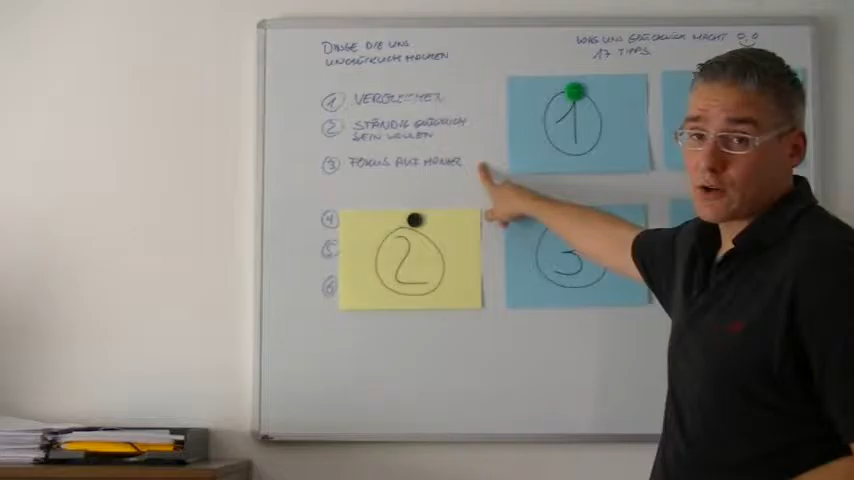 DINGE DIE UNS
UNGLÜCKLICH MACHEN
WAS UNS GLÜCKLICH MACHT
17 TIPPS
① VERGLEICHEN
② STÄNDIG GLÜCKLICH
SEIN WOLLEN
③ FOKUS AUF MANGEL
④
⑤
⑥
1
2
3